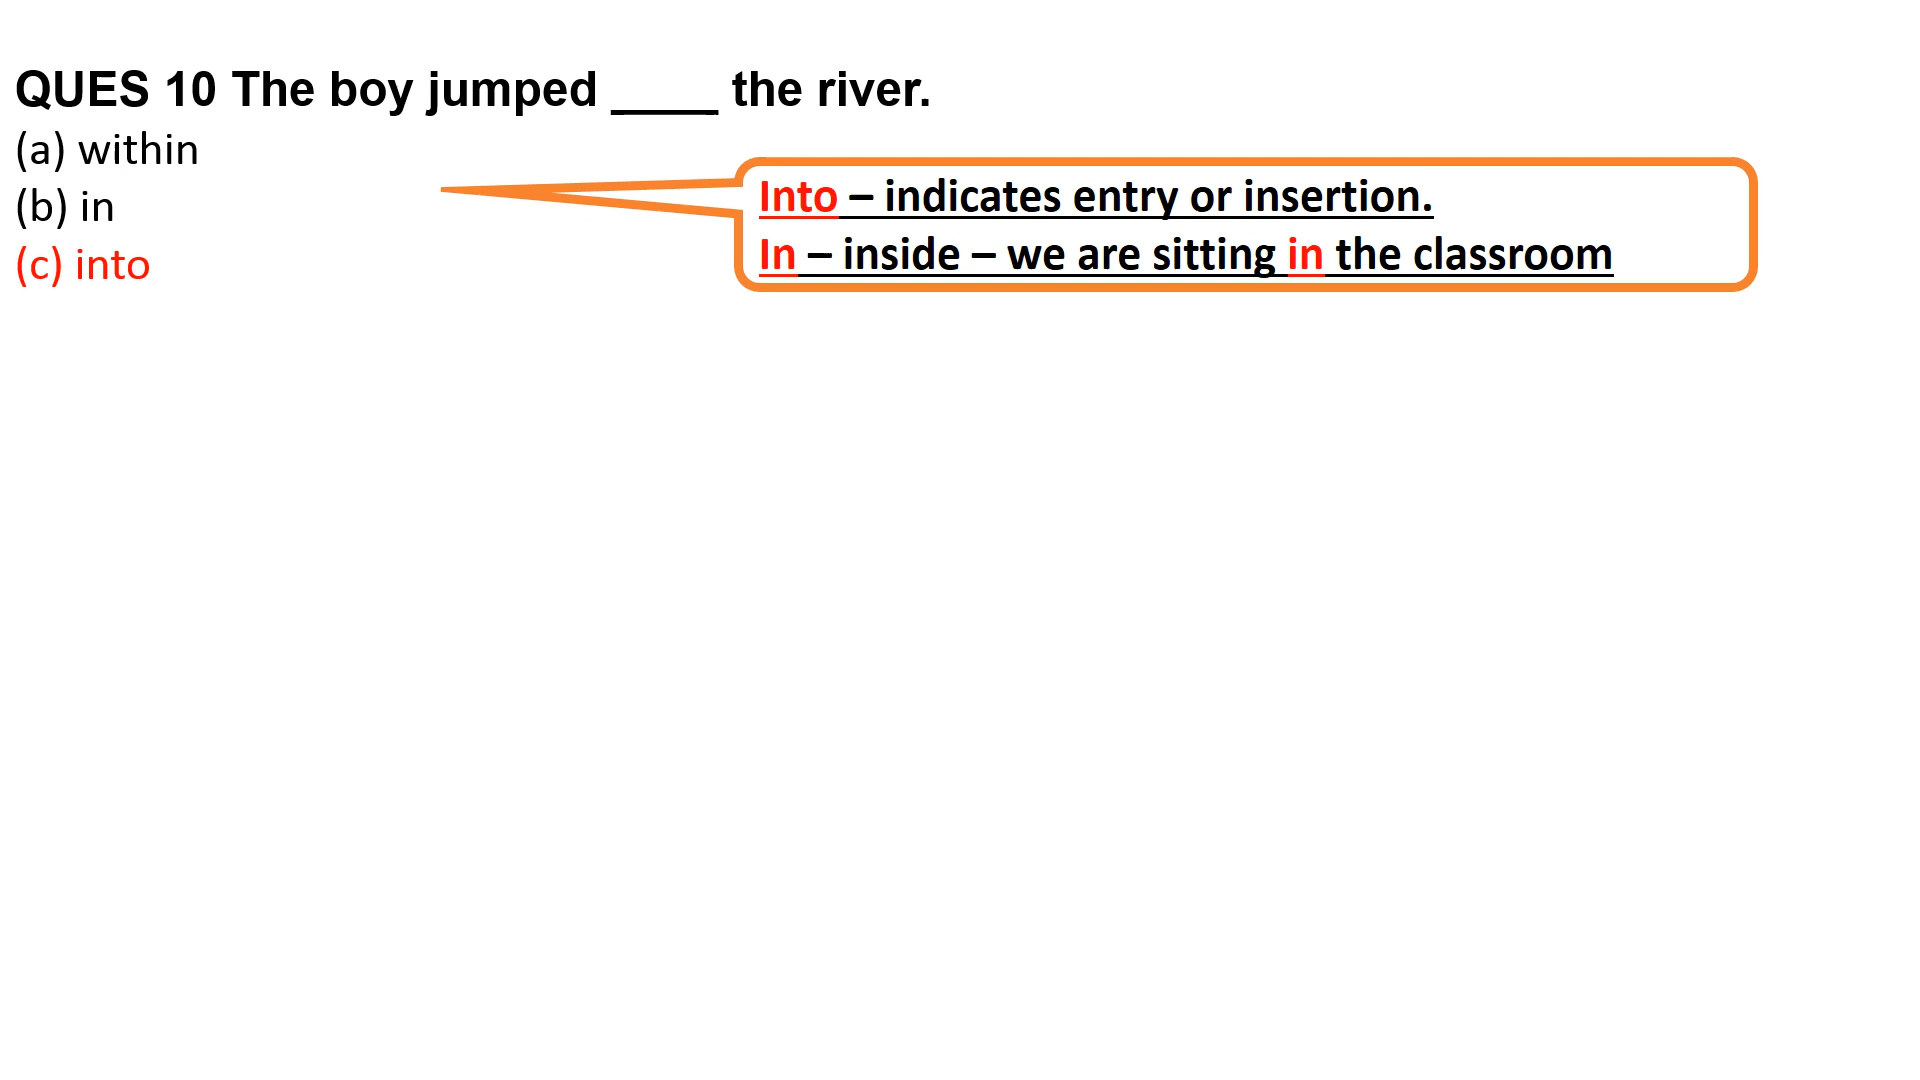 QUES 10 The boy jumped ____ the river.
(a) within
(b) in
(c) into
Into – indicates entry or insertion.
In – inside – we are sitting in the classroom